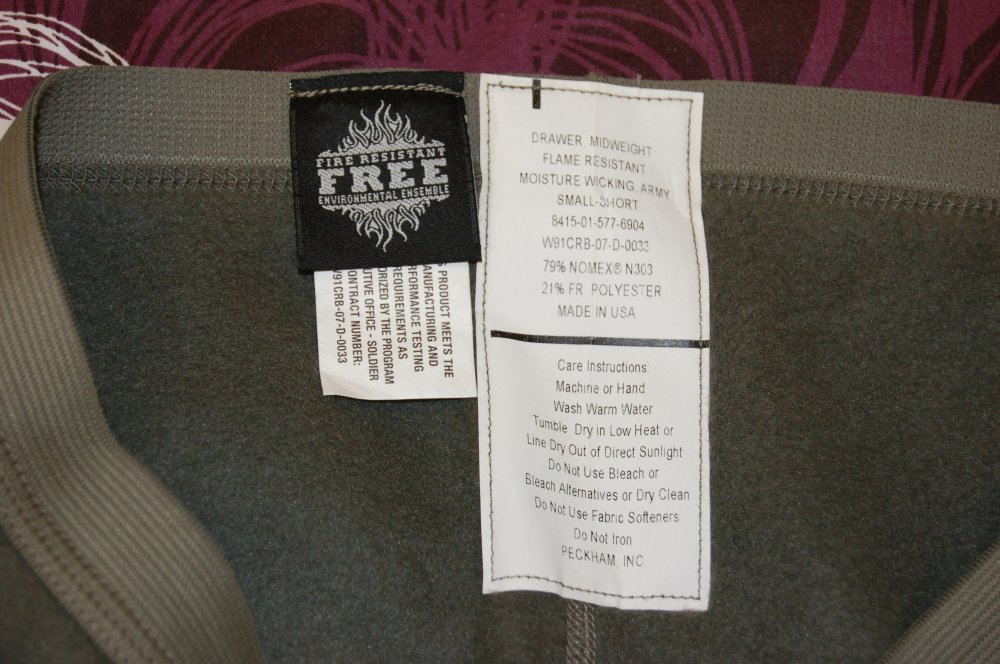 FIRE RESISTANT
FREE
ENVIRONMENTAL ENSEMBLE
S PRODUCT MEETS THE
ANUFACTURING AND
RFORMANCE TESTING
REQUIREMENTS AS
ORIZED BY THE PROGRAM
UTIVE OFFICE - SOLDIER
ONTRACT NUMBER:
W91CRB-07-D-0033
DRAWER, MIDWEIGHT
FLAME RESISTANT
MOISTURE WICKING, ARMY
SMALL-SHORT
8415-01-577-6904
W91CRB-07-D-0033
79% NOMEX® N303
21% FR POLYESTER
MADE IN USA
Care Instructions:
Machine or Hand
Wash Warm Water
Tumble Dry in Low Heat or
Line Dry Out of Direct Sunlight
Do Not Use Bleach or
Bleach Alternatives or Dry Clean
Do Not Use Fabric Softeners
Do Not Iron
PECKHAM, INC